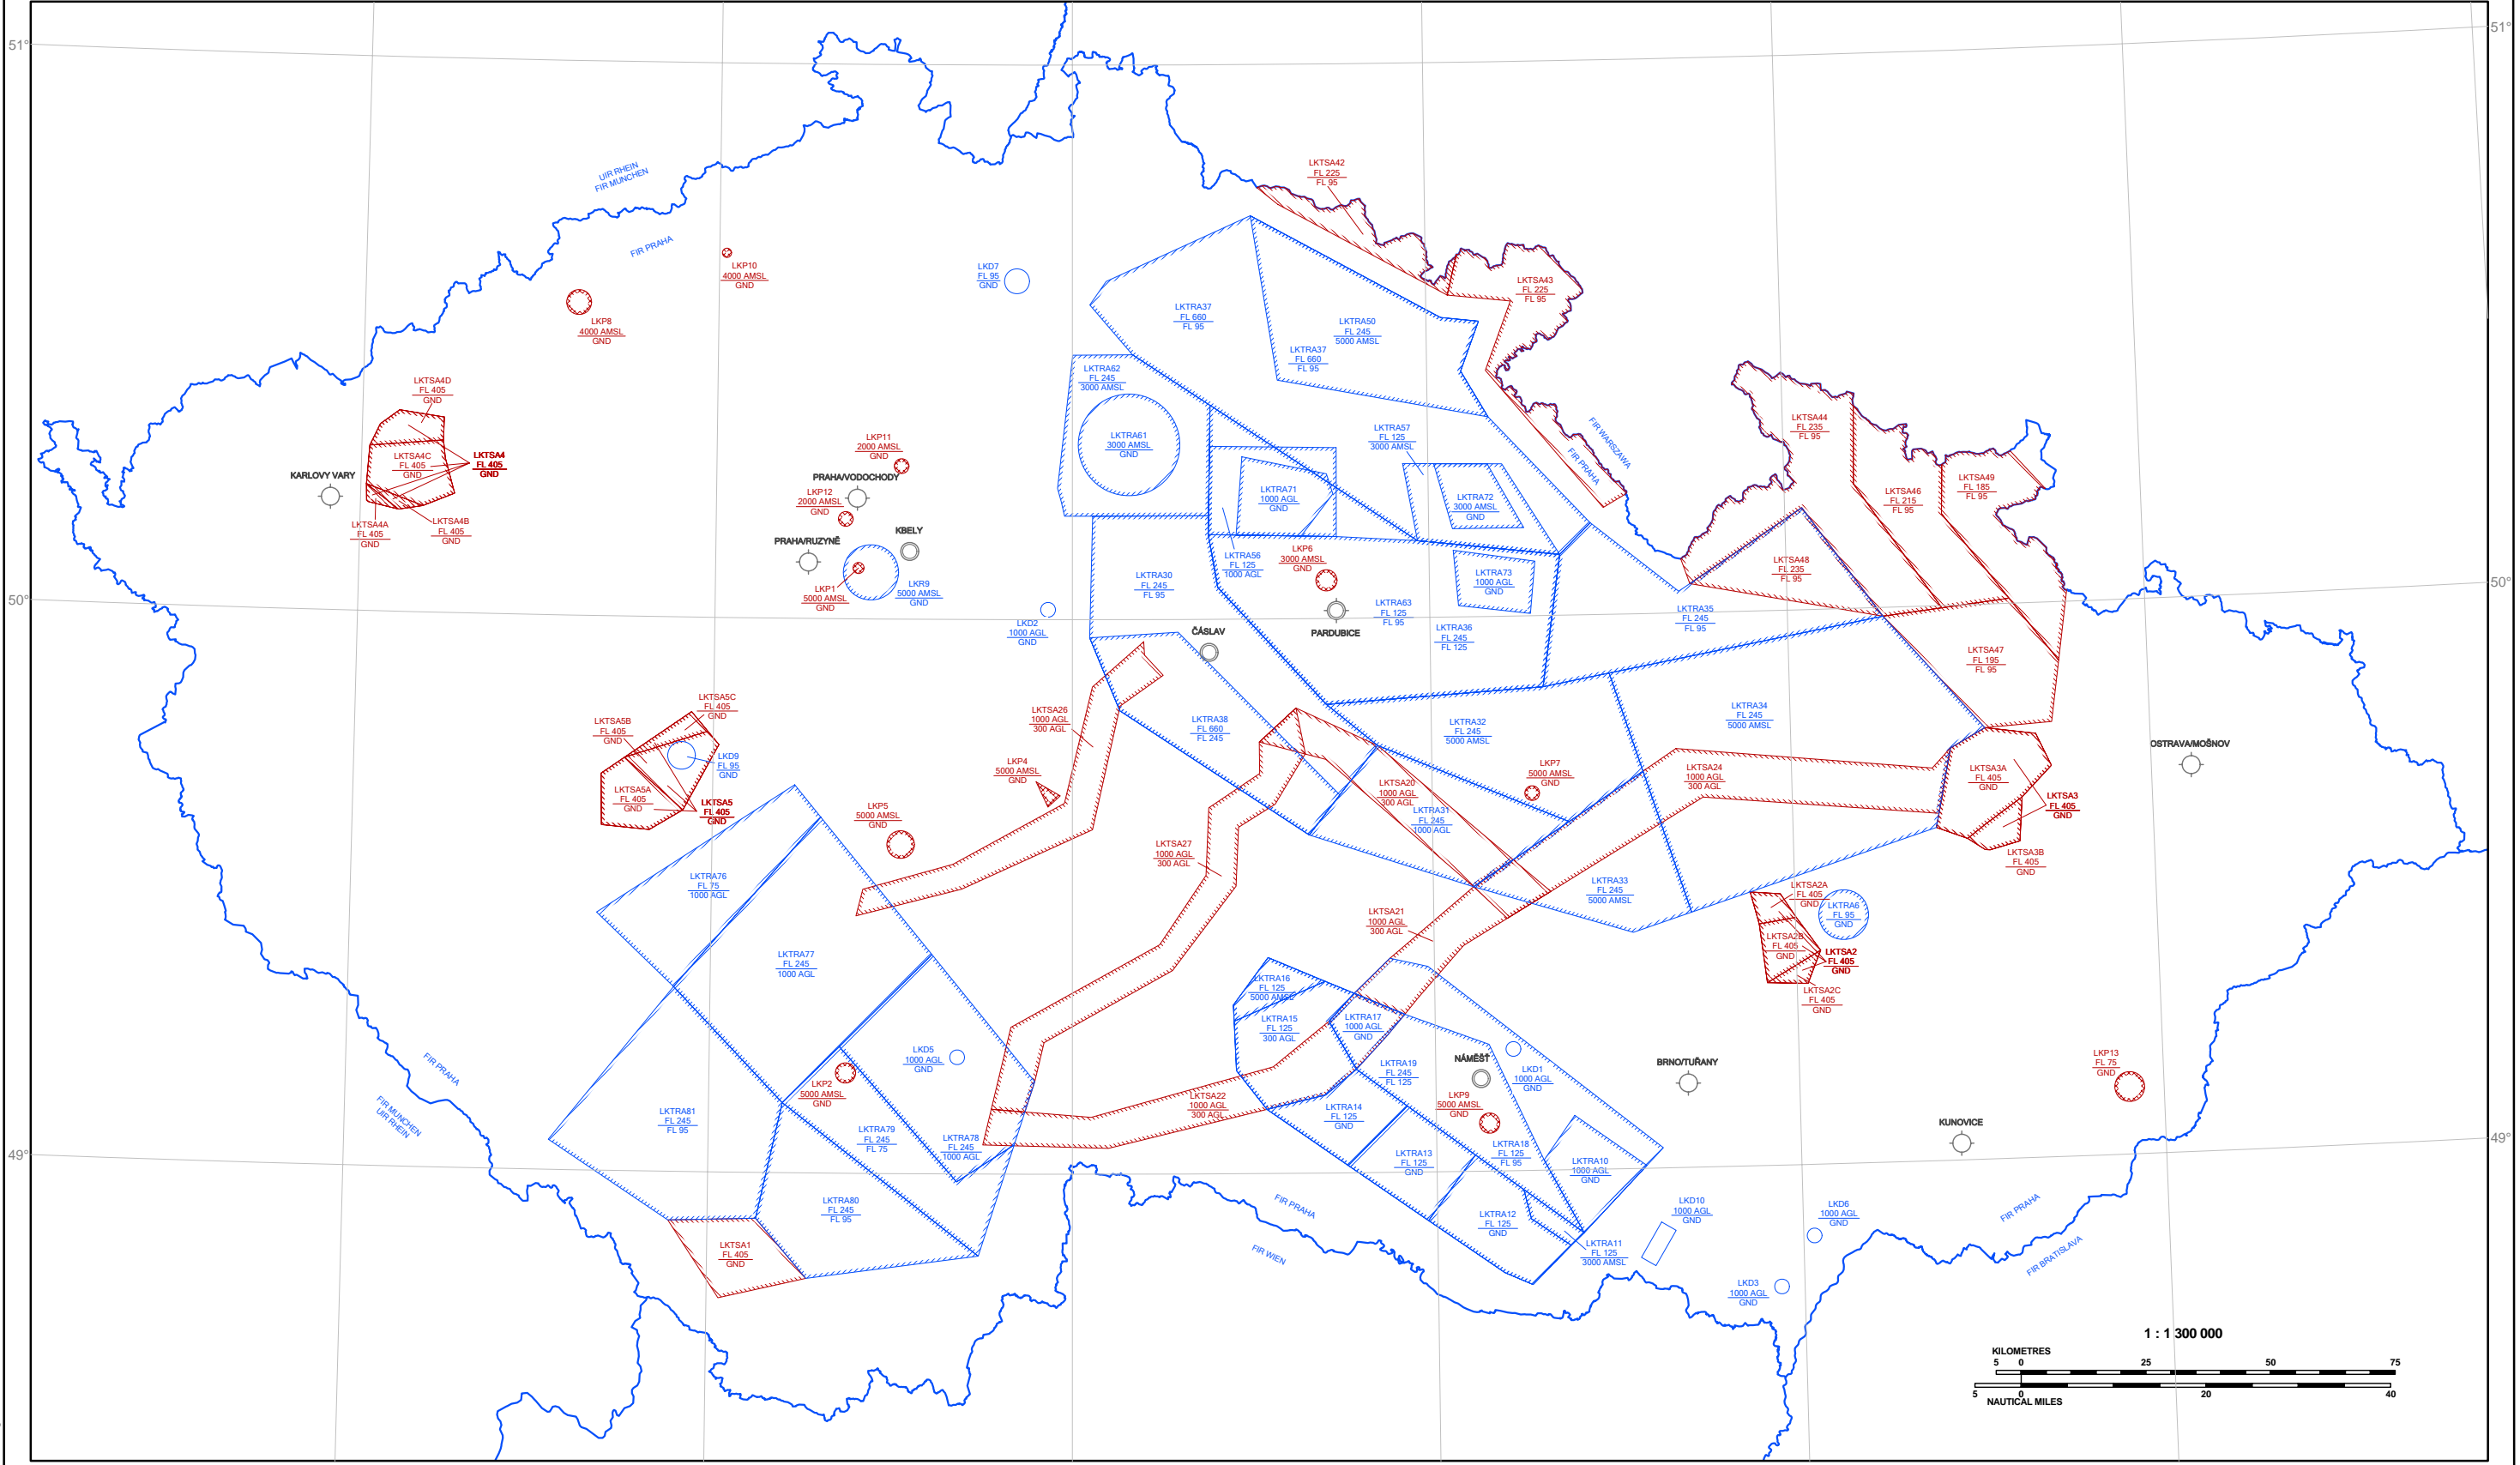 51°
51°
UIR RHEIN
FIR MUNCHEN
FIR PRAHA
LKTSA42
FL 225
FL 95
LKP10
4000 AMSL
GND
LKD7
FL 95
GND
LKTSA43
FL 225
FL 95
LKP8
4000 AMSL
GND
LKTRA37
FL 660
FL 95
LKTRA50
FL 245
5000 AMSL
LKTRA37
FL 660
FL 95
LKTRA62
FL 245
3000 AMSL
LKTSA4D
FL 405
GND
LKTSA4C
FL 405
GND
LKTSA4
FL 405
GND
KARLOVY VARY
LKTSA4A
FL 405
GND
LKTSA4B
FL 405
GND
LKP11
2000 AMSL
GND
PRAHA/VODOCHODY
LKP12
2000 AMSL
GND
KBELY
PRAHA/RUZYNĚ
LKP1
5000 AMSL
GND
LKR9
5000 AMSL
GND
LKTRA61
3000 AMSL
GND
LKTRA57
FL 125
3000 AMSL
FIR WARSZAWA
FIR PRAHA
LKTSA44
FL 235
FL 95
LKTSA46
FL 215
FL 95
LKTSA49
FL 185
FL 95
LKTRA71
1000 AGL
GND
LKTRA72
3000 AMSL
GND
LKTRA56
FL 125
1000 AGL
LKP6
3000 AMSL
GND
LKTRA73
1000 AGL
GND
LKTSA48
FL 235
FL 95
50°
50°
LKTRA30
FL 245
FL 95
LKD2
1000 AGL
GND
ČÁSLAV
PARDUBICE
LKTRA63
FL 125
FL 95
LKTRA36
FL 245
FL 125
LKTRA35
FL 245
FL 95
LKTSA47
FL 195
FL 95
LKTSA5C
FL 405
GND
LKTSA5B
FL 405
GND
LKD9
FL 95
GND
LKTSA5A
FL 405
GND
LKTSA5
FL 405
GND
LKTSA26
1000 AGL
300 AGL
LKTRA38
FL 660
FL 245
LKTRA32
FL 245
5000 AMSL
LKTRA34
FL 245
5000 AMSL
OSTRAVA/MOŠNOV
LKP4
5000 AMSL
GND
LKTSA20
1000 AGL
300 AGL
LKP7
5000 AMSL
GND
LKTSA24
1000 AGL
300 AGL
LKTSA3A
FL 405
GND
LKTSA3
FL 405
GND
LKP5
5000 AMSL
GND
LKTRA31
FL 245
1000 AGL
LKTSA3B
FL 405
GND
LKTSA27
1000 AGL
300 AGL
LKTRA76
FL 75
1000 AGL
LKTRA33
FL 245
5000 AMSL
LKTSA2A
FL 405
GND
LKTRA6
FL 95
GND
LKTSA21
1000 AGL
300 AGL
LKTSA2B
FL 405
GND
LKTSA2
FL 405
GND
LKTSA2C
FL 405
GND
LKTRA77
FL 245
1000 AGL
LKTRA16
FL 125
5000 AMSL
LKTRA15
FL 125
300 AGL
LKTRA17
1000 AGL
GND
FIR PRAHA
FIR MUNCHEN
UIR RHEIN
LKD5
1000 AGL
GND
LKP2
5000 AMSL
GND
LKTRA19
FL 245
FL 125
NÁMĚŠŤ
LKD1
1000 AGL
GND
BRNO/TUŘANY
LKP13
FL 75
GND
LKTSA22
1000 AGL
300 AGL
LKTRA14
FL 125
GND
LKP9
5000 AMSL
GND
LKTRA81
FL 245
FL 95
LKTRA79
FL 245
FL 75
LKTRA78
FL 245
1000 AGL
KUNOVICE
49°
49°
LKTRA13
FL 125
GND
LKTRA18
FL 125
FL 95
LKTRA10
1000 AGL
GND
LKTRA80
FL 245
FL 95
LKTRA12
FL 125
GND
LKD10
1000 AGL
GND
LKD6
1000 AGL
GND
FIR PRAHA
FIR WIEN
FIR PRAHA
FIR BRATISLAVA
LKTSA1
FL 405
GND
LKTRA11
FL 125
3000 AMSL
LKD3
1000 AGL
GND
1 : 1 300 000
KILOMETRES
5 0 25 50 75
5 0 20 40
NAUTICAL MILES